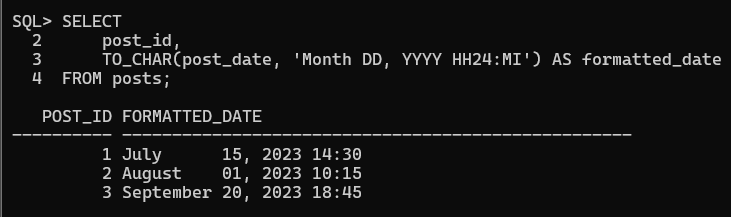 SQL> SELECT
  2      post_id,
  3      TO_CHAR(post_date, 'Month DD, YYYY HH24:MI') AS formatted_date
  4  FROM posts;
   POST_ID FORMATTED_DATE
---------- ---------------------------------------------------
         1 July      15, 2023 14:30
         2 August    01, 2023 10:15
         3 September 20, 2023 18:45